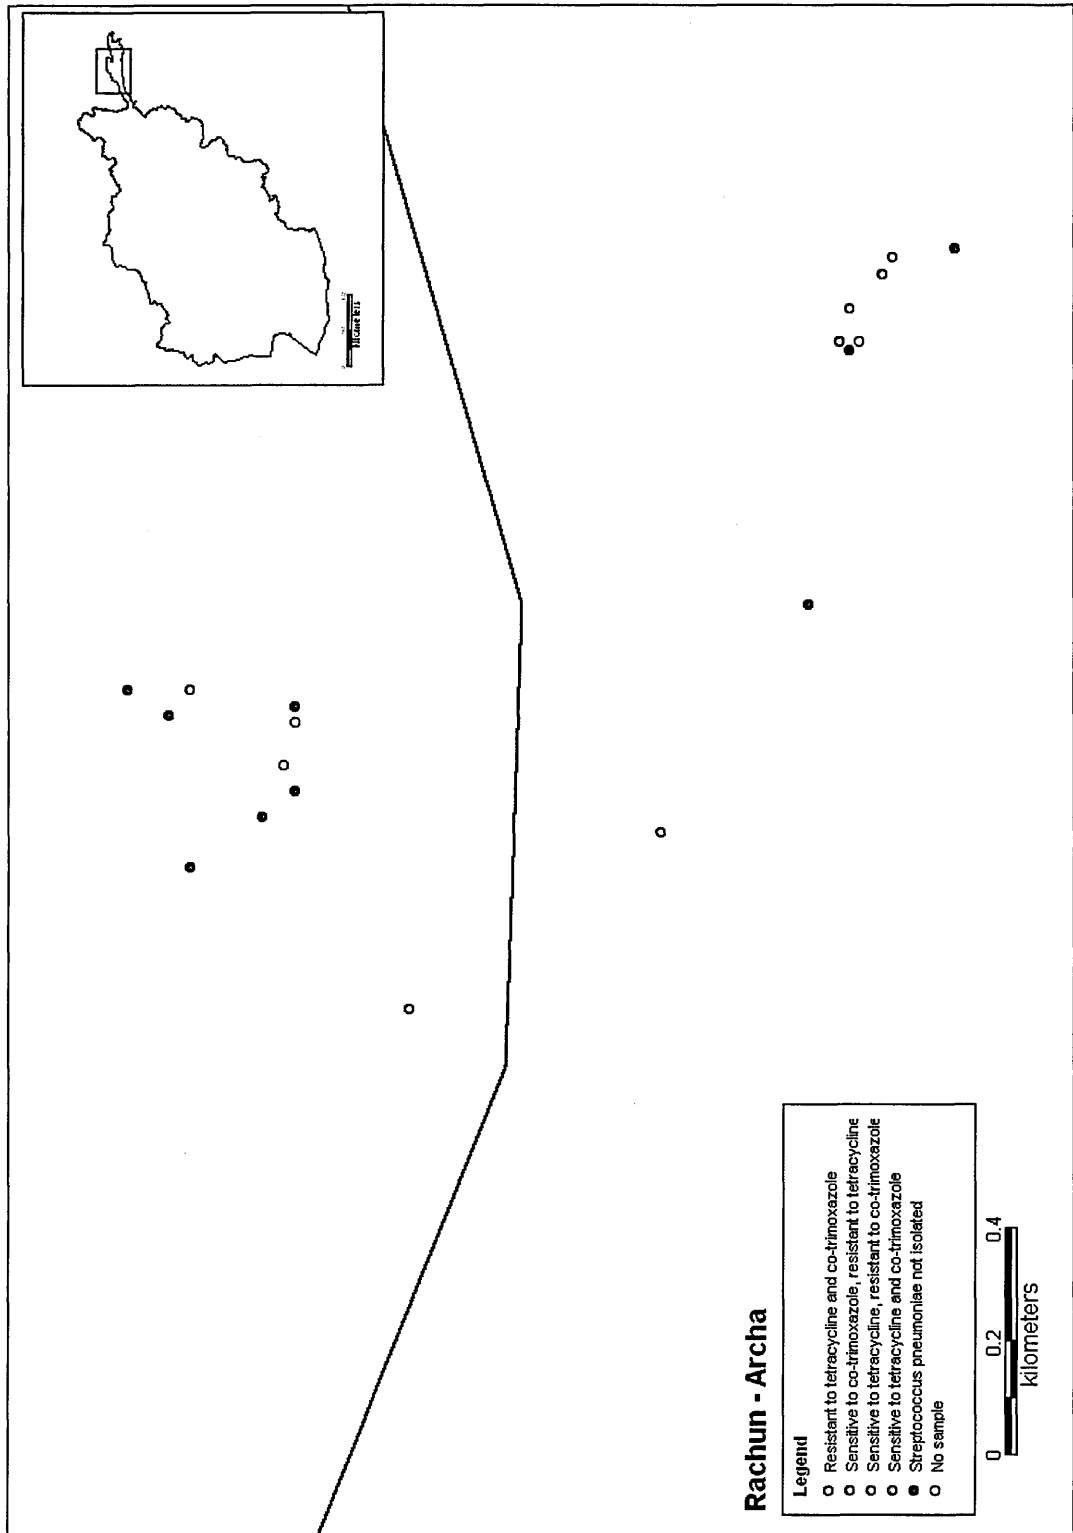 Rachun - Archa
Legend
Resistant to tetracycline and co-trimoxazole
Sensitive to co-trimoxazole, resistant to tetracycline
Sensitive to tetracycline, resistant to co-trimoxazole
Sensitive to tetracycline and co-trimoxazole
Streptococcus pneumoniae not isolated
No sample
0 0.2 0.4
kilometers